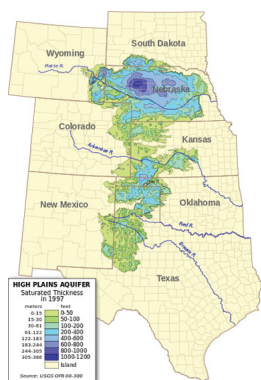 South Dakota
Wyoming
Platte R.
Nebraska
Colorado
Kansas
Arkansas R.
New Mexico
Oklahoma
Red R.
Brazos R.
Texas
HIGH PLAINS AQUIFER
Saturated Thickness
in 1997
meters feet
0-15 0-50
15-30 50-100
30-61 100-200
61-122 200-400
122-183 400-600
183-244 600-800
244-305 800-1000
305-366 1000-1200
Island
Source: USGS OFR 00-300